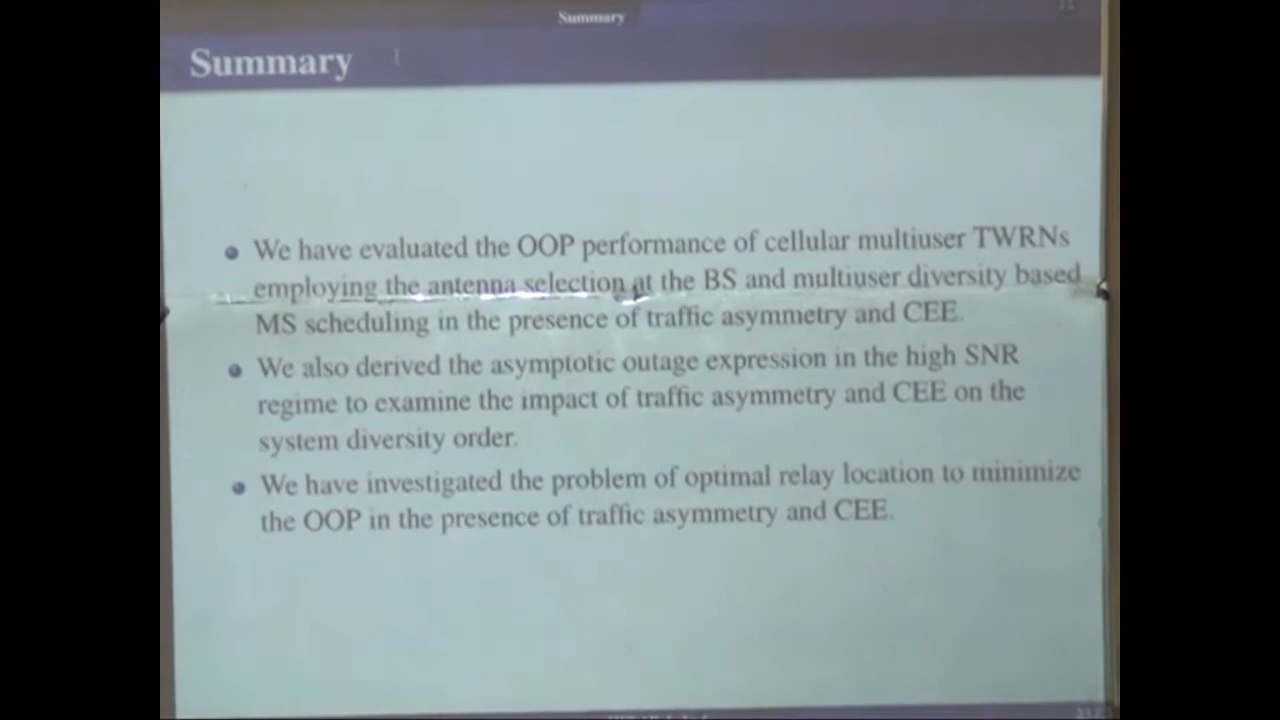 Summary
Summary
We have evaluated the OOP performance of cellular multiuser TWRNs
employing the antenna selection at the BS and multiuser diversity based
MS scheduling in the presence of traffic asymmetry and CEE.
We also derived the asymptotic outage expression in the high SNR
regime to examine the impact of traffic asymmetry and CEE on the
system diversity order.
We have investigated the problem of optimal relay location to minimize
the OOP in the presence of traffic asymmetry and CEE.